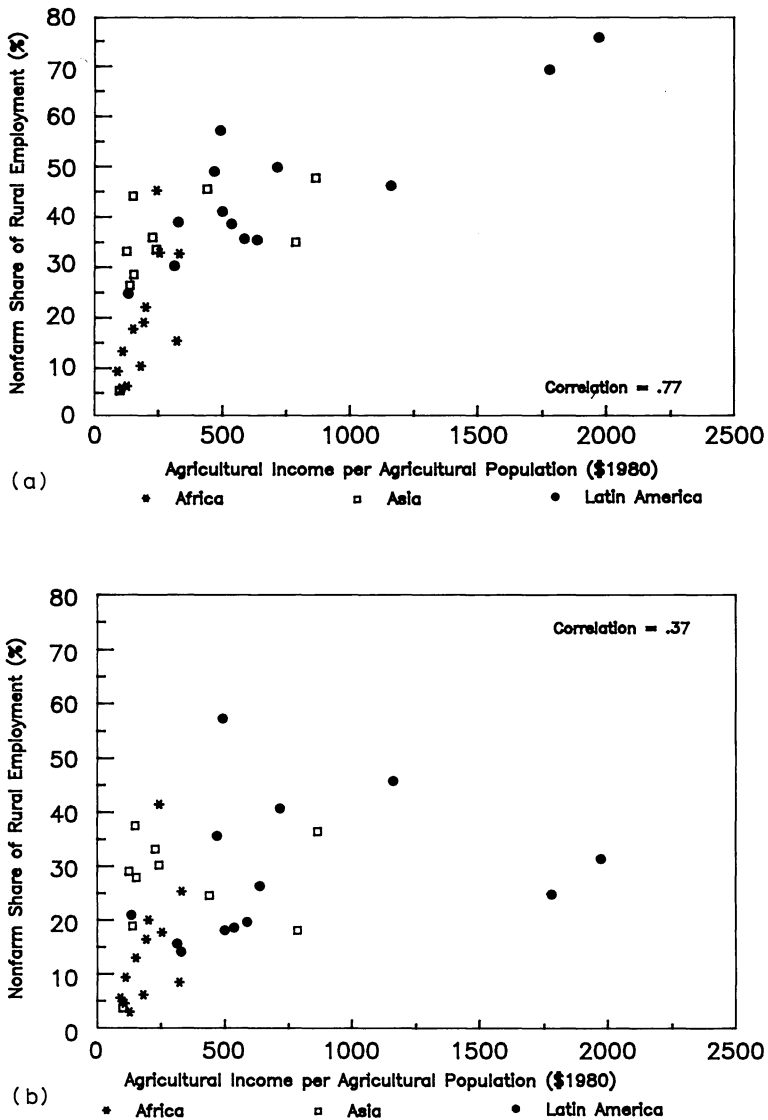 80
70
60
50
40
30
20
10
0
Nonfarm Share of Rural Employment (%)
Correlation = .77
0 500 1000 1500 2000 2500
Agricultural Income per Agricultural Population ($1980)
(a)
* Africa □ Asia ● Latin America
80
70
60
50
40
30
20
10
0
Nonfarm Share of Rural Employment (%)
Correlation = .37
0 500 1000 1500 2000 2500
Agricultural Income per Agricultural Population ($1980)
(b)
* Africa □ Asia ● Latin America